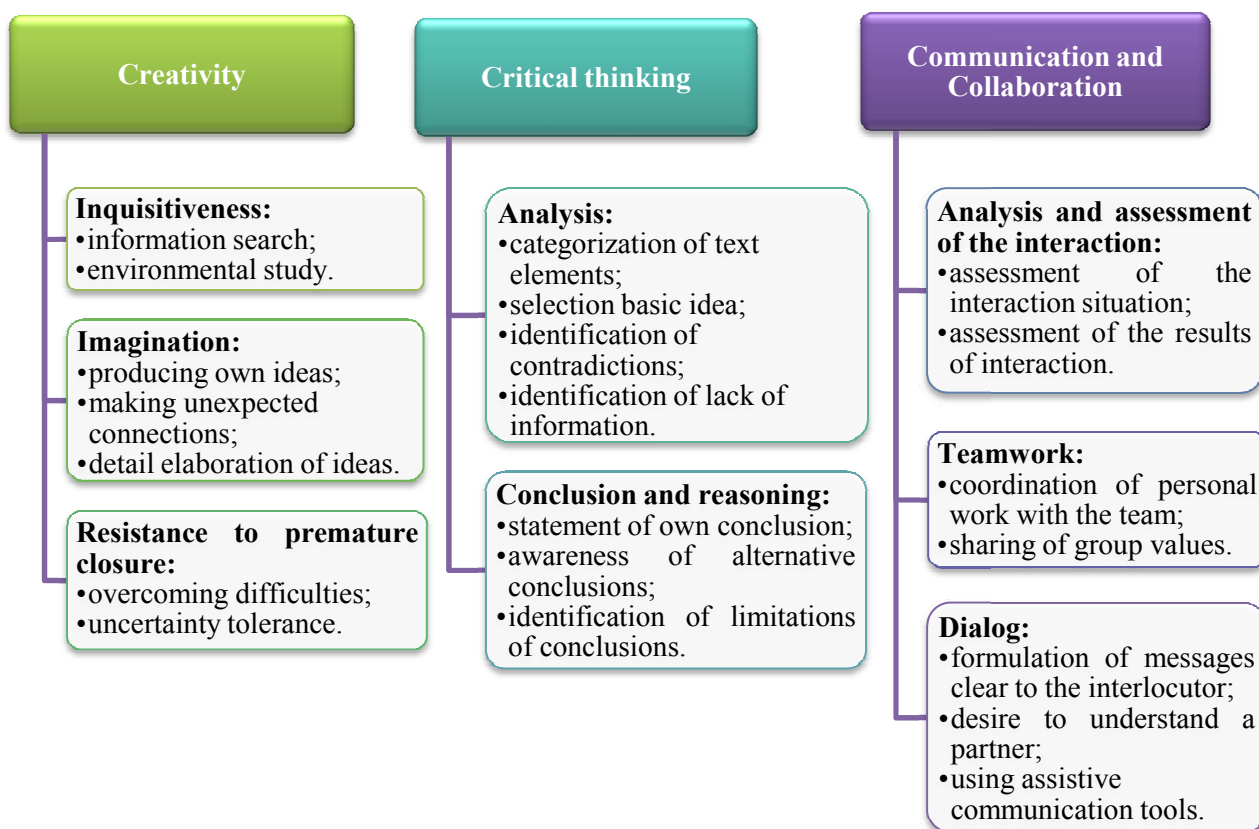 Creativity
Inquisitiveness:
•information search;
•environmental study.
Imagination:
•producing own ideas;
•making unexpected
connections;
•detail elaboration of ideas.
Resistance to premature
closure:
•overcoming difficulties;
•uncertainty tolerance.
Critical thinking
Analysis:
•categorization of text
elements;
•selection basic idea;
•identification of
contradictions;
•identification of lack of
information.
Conclusion and reasoning:
•statement of own conclusion;
•awareness of alternative
conclusions;
•identification of limitations
of conclusions.
Communication and
Collaboration
Analysis and assessment
of the interaction:
•assessment of the
interaction situation;
•assessment of the results
of interaction.
Teamwork:
•coordination of personal
work with the team;
•sharing of group values.
Dialog:
•formulation of messages
clear to the interlocutor;
•desire to understand a
partner;
•using assistive
communication tools.